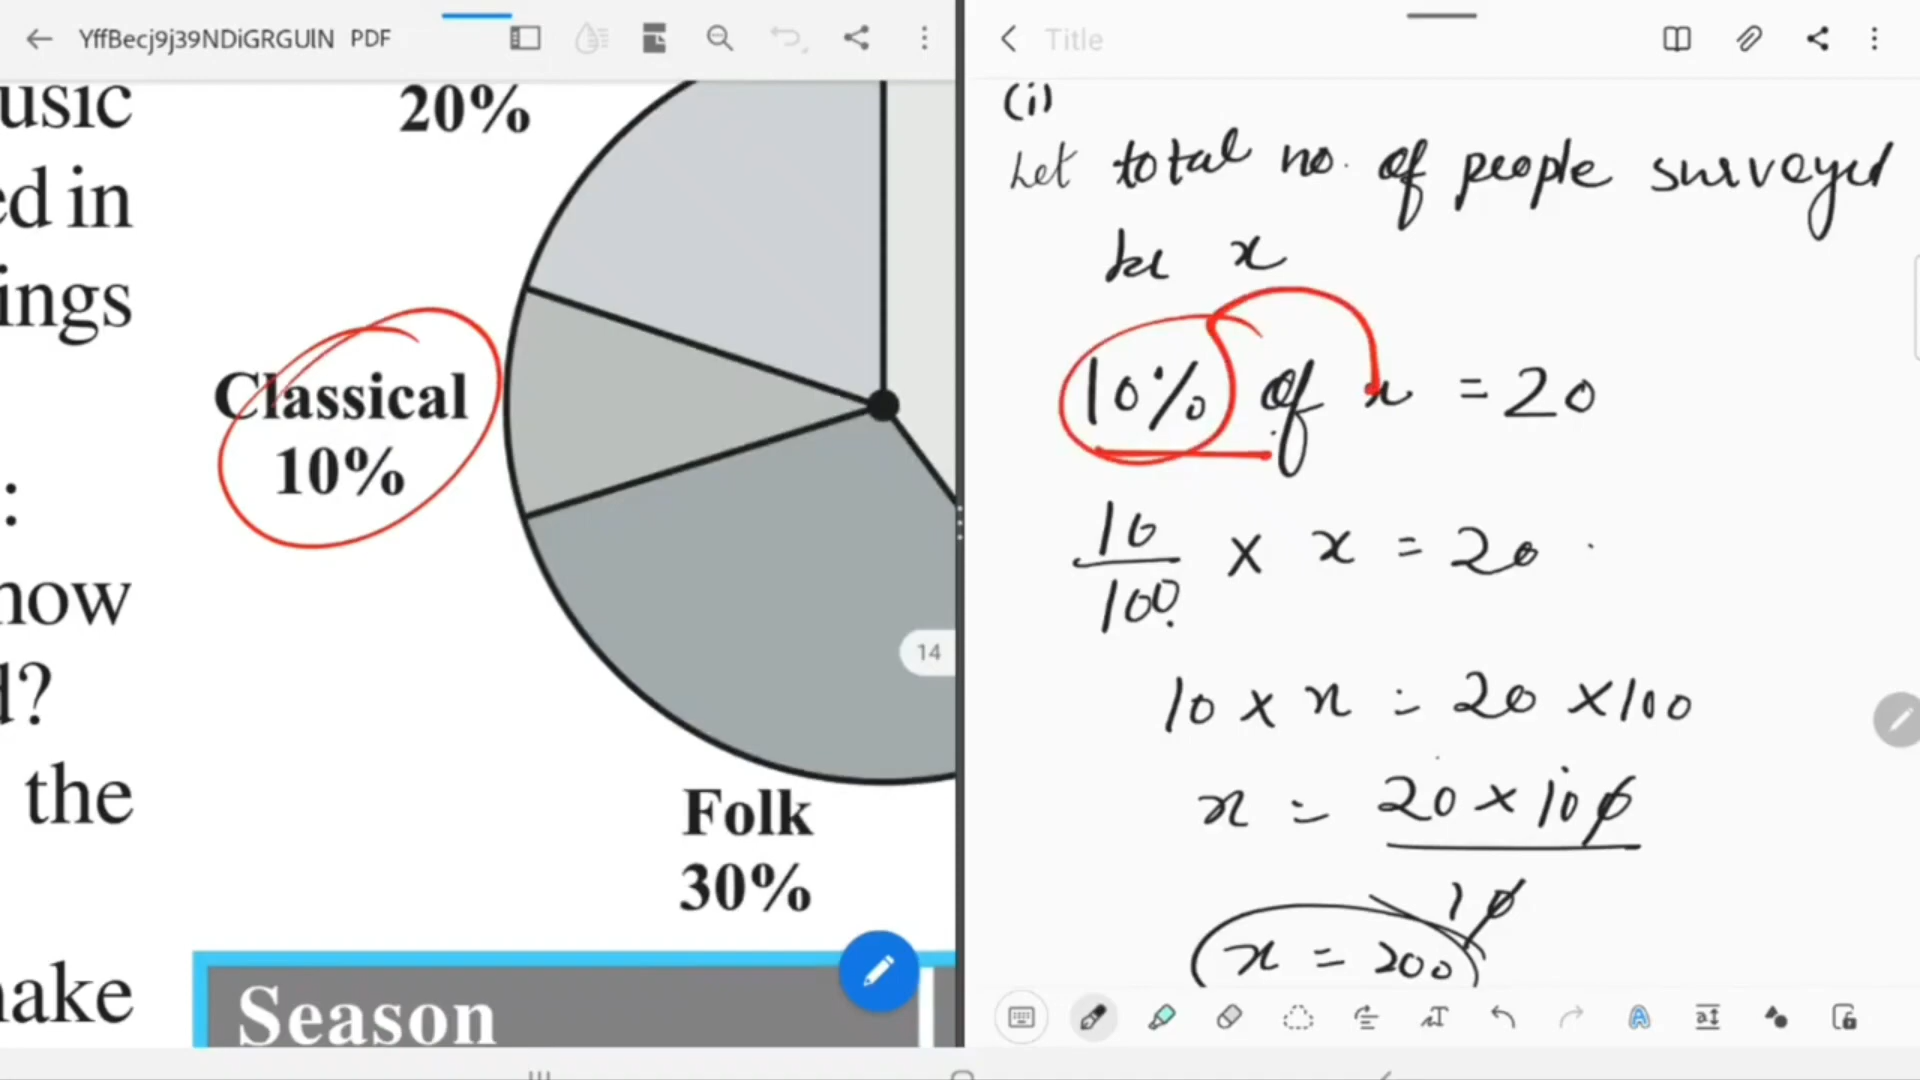 YffBecj9j39NDiGRGUIN PDF
usic
ed in
ings
:
now
d?
the
nake
20%
Classical
10%
14
Folk
30%
Season
Title
(i)
Let total no. of people surveyed
be x
10% of x = 20
10/100 × x = 20
10 × x = 20 × 100
x = 20 × 100
10
x = 200